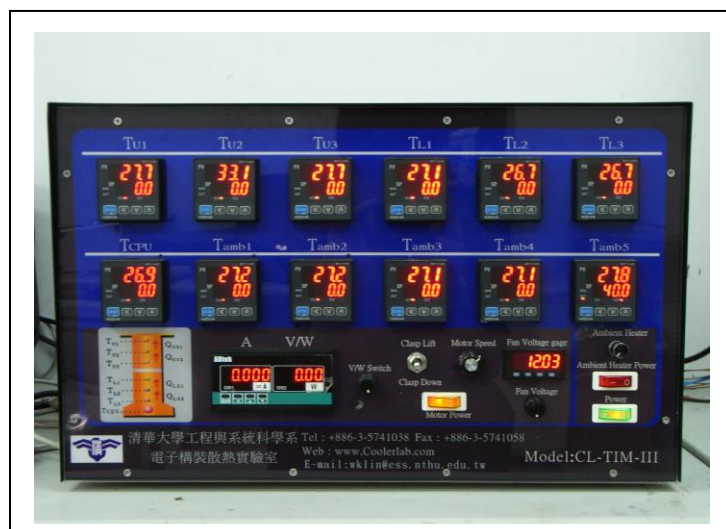 TU1 TU2 TU3 TL1 TL2 TL3
27.7 33.1 27.7 27.1 26.7 26.7
0.0 0.0 0.0 0.0 0.0 0.0
TCPU Tamb1 Tamb2 Tamb3 Tamb4 Tamb5
26.9 27.2 27.2 27.1 27.1 27.8
0.0 0.0 0.0 0.0 0.0 40.0
A V/W
ADtek
0.000 0.00
A W
V/W Switch
Clasp Lift
Clasp Down
Motor Speed
Motor Power
Fan Voltage gage
12.03
Fan Voltage
Ambient Heater
Ambient Heater Power
Power
TU1
TU2
TL1
TL2
Tcpu
清華大學工程與系統科學系 Tel : +886-3-5741038 Fax : +886-3-5741058
電子構裝散熱實驗室 Web : www.Coolerlab.com
E-mail:wklin@ess.nthu.edu.tw
Model:CL-TIM-III